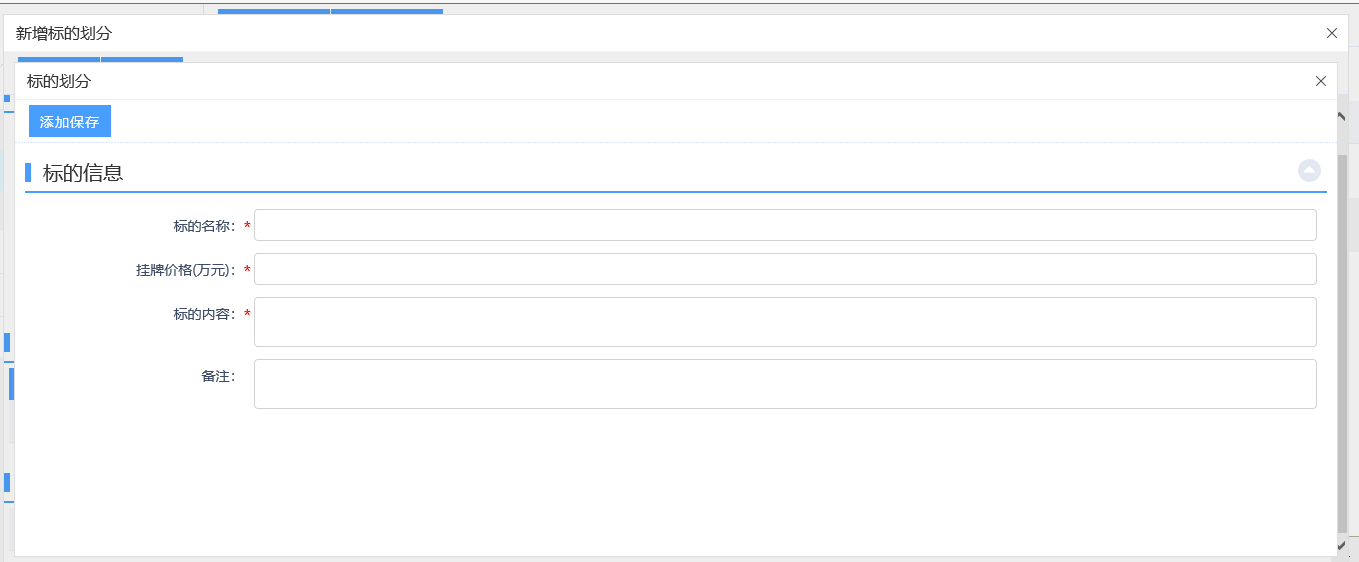 新增标的划分
标的划分
添加保存
标的信息
标的名称：*
挂牌价格(万元)：*
标的内容：*
备注：